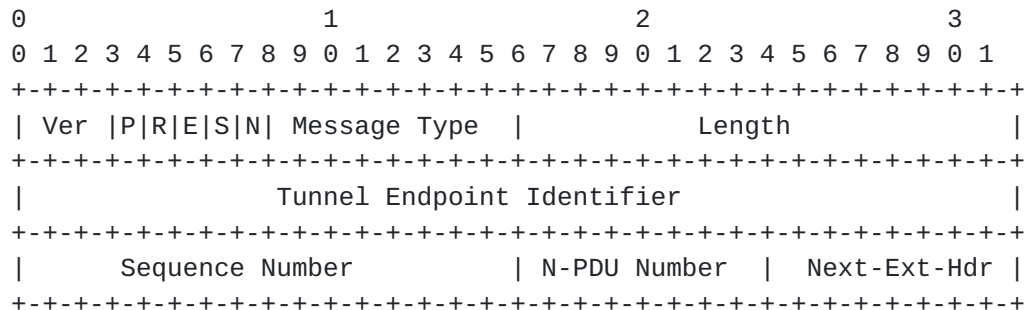 0                   1                   2                   3
0 1 2 3 4 5 6 7 8 9 0 1 2 3 4 5 6 7 8 9 0 1 2 3 4 5 6 7 8 9 0 1
+-+-+-+-+-+-+-+-+-+-+-+-+-+-+-+-+-+-+-+-+-+-+-+-+-+-+-+-+-+-+-+-+
| Ver |P|R|E|S|N| Message Type  |           Length              |
+-+-+-+-+-+-+-+-+-+-+-+-+-+-+-+-+-+-+-+-+-+-+-+-+-+-+-+-+-+-+-+-+
|                Tunnel Endpoint Identifier                     |
+-+-+-+-+-+-+-+-+-+-+-+-+-+-+-+-+-+-+-+-+-+-+-+-+-+-+-+-+-+-+-+-+
|      Sequence Number          | N-PDU Number  |  Next-Ext-Hdr |
+-+-+-+-+-+-+-+-+-+-+-+-+-+-+-+-+-+-+-+-+-+-+-+-+-+-+-+-+-+-+-+-+